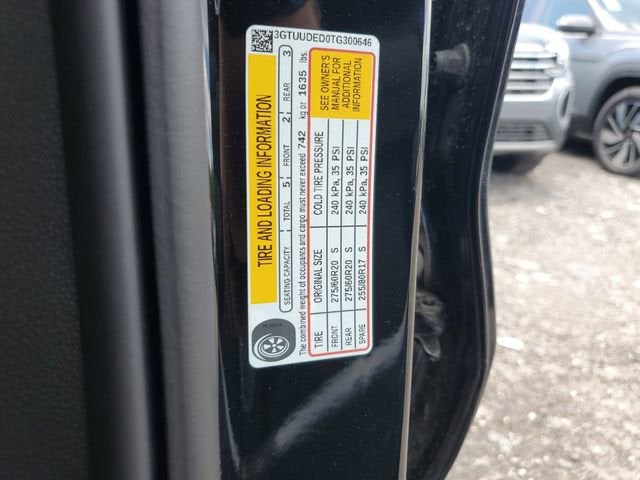 3GTUUDED0TG300646
TIRE AND LOADING INFORMATION
SEATING CAPACITY TOTAL 5 FRONT 2 REAR 3
The combined weight of occupants and cargo must never exceed 742 kg or 1635 lbs.
TIRE ORIGINAL SIZE COLD TIRE PRESSURE
FRONT 275/60R20 S 240 kPa, 35 PSI
REAR 275/60R20 S 240 kPa, 35 PSI
SPARE 255/80R17 S 240 kPa, 35 PSI
SEE OWNER'S
MANUAL FOR
ADDITIONAL
INFORMATION